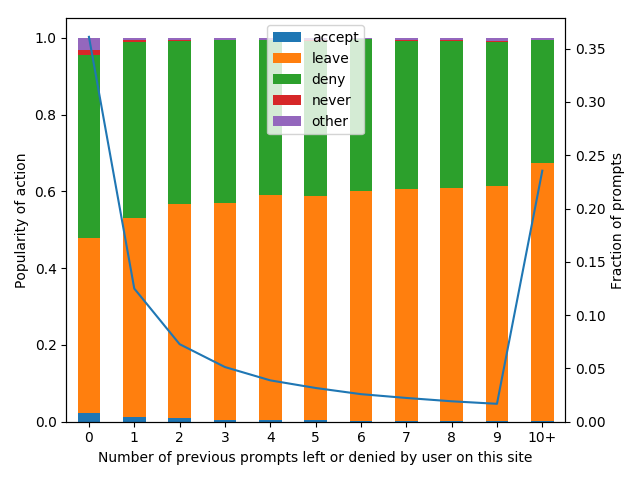 accept
leave
deny
never
other
1.0
0.8
0.6
0.4
0.2
0.0
Popularity of action
0.35
0.30
0.25
0.20
0.15
0.10
0.05
0.00
Fraction of prompts
0 1 2 3 4 5 6 7 8 9 10+
Number of previous prompts left or denied by user on this site